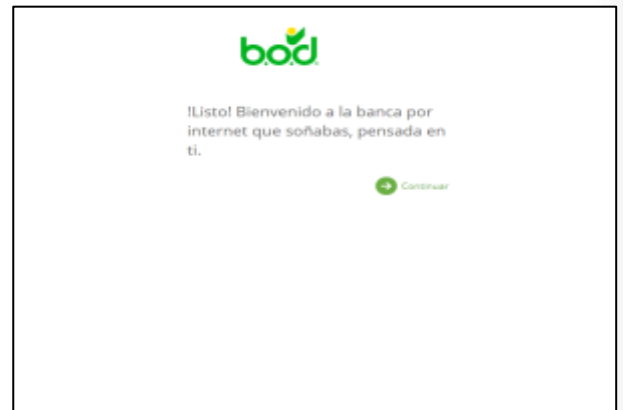 b.o.d.
!Listo! Bienvenido a la banca por
internet que soñabas, pensada en
ti.
Continuar